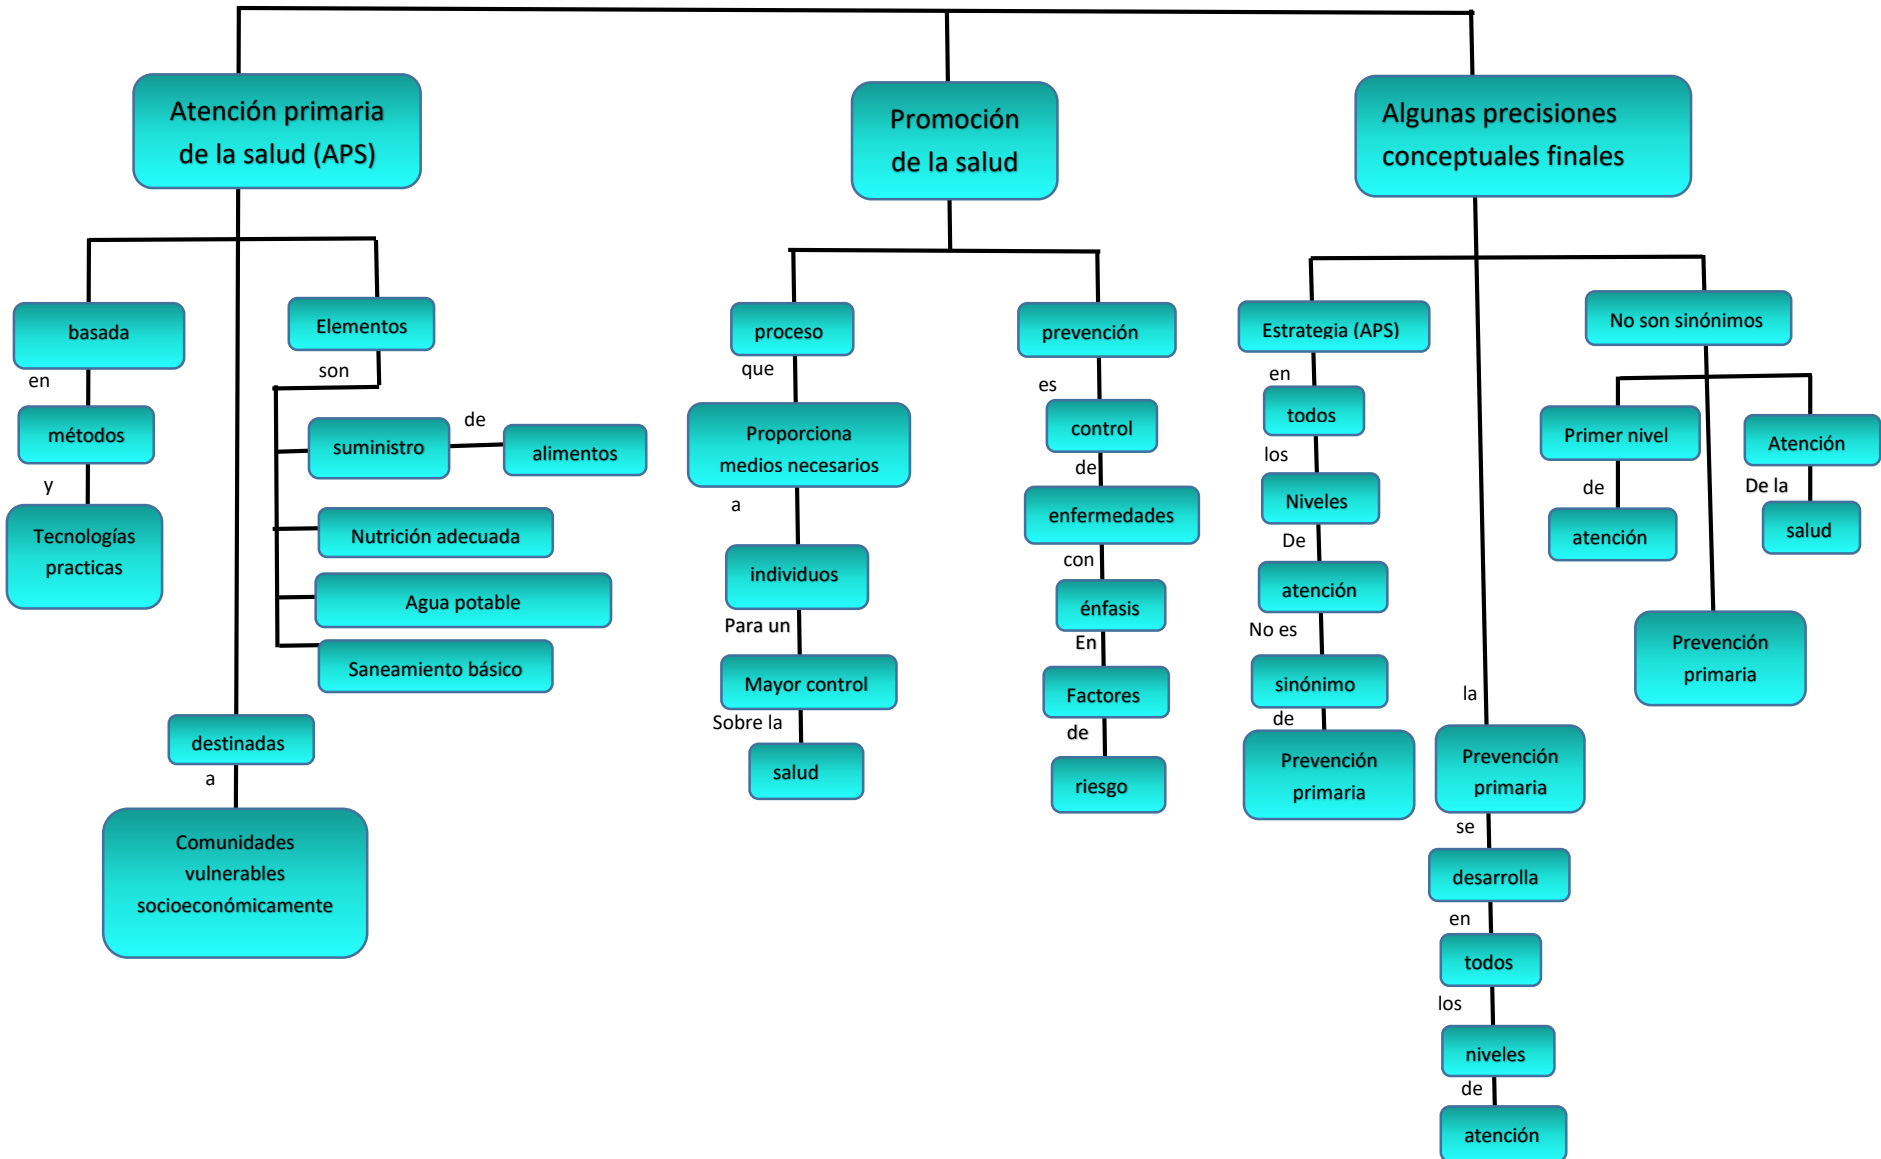 Atención primaria
de la salud (APS)
basada
en
métodos
y
Tecnologías
practicas
Elementos
son
suministro
de
alimentos
Nutrición adecuada
Agua potable
Saneamiento básico
destinadas
a
Comunidades
vulnerables
socioeconómicamente
Promoción
de la salud
proceso
que
Proporciona
medios necesarios
a
individuos
Para un
Mayor control
Sobre la
salud
prevención
es
control
de
enfermedades
con
énfasis
En
Factores
de
riesgo
Algunas precisiones
conceptuales finales
Estrategia (APS)
en
todos
los
Niveles
De
atención
No es
sinónimo
de
Prevención
primaria
la
Prevención
primaria
se
desarrolla
en
todos
los
niveles
de
atención
No son sinónimos
Primer nivel
de
atención
Prevención
primaria
Atención
De la
salud